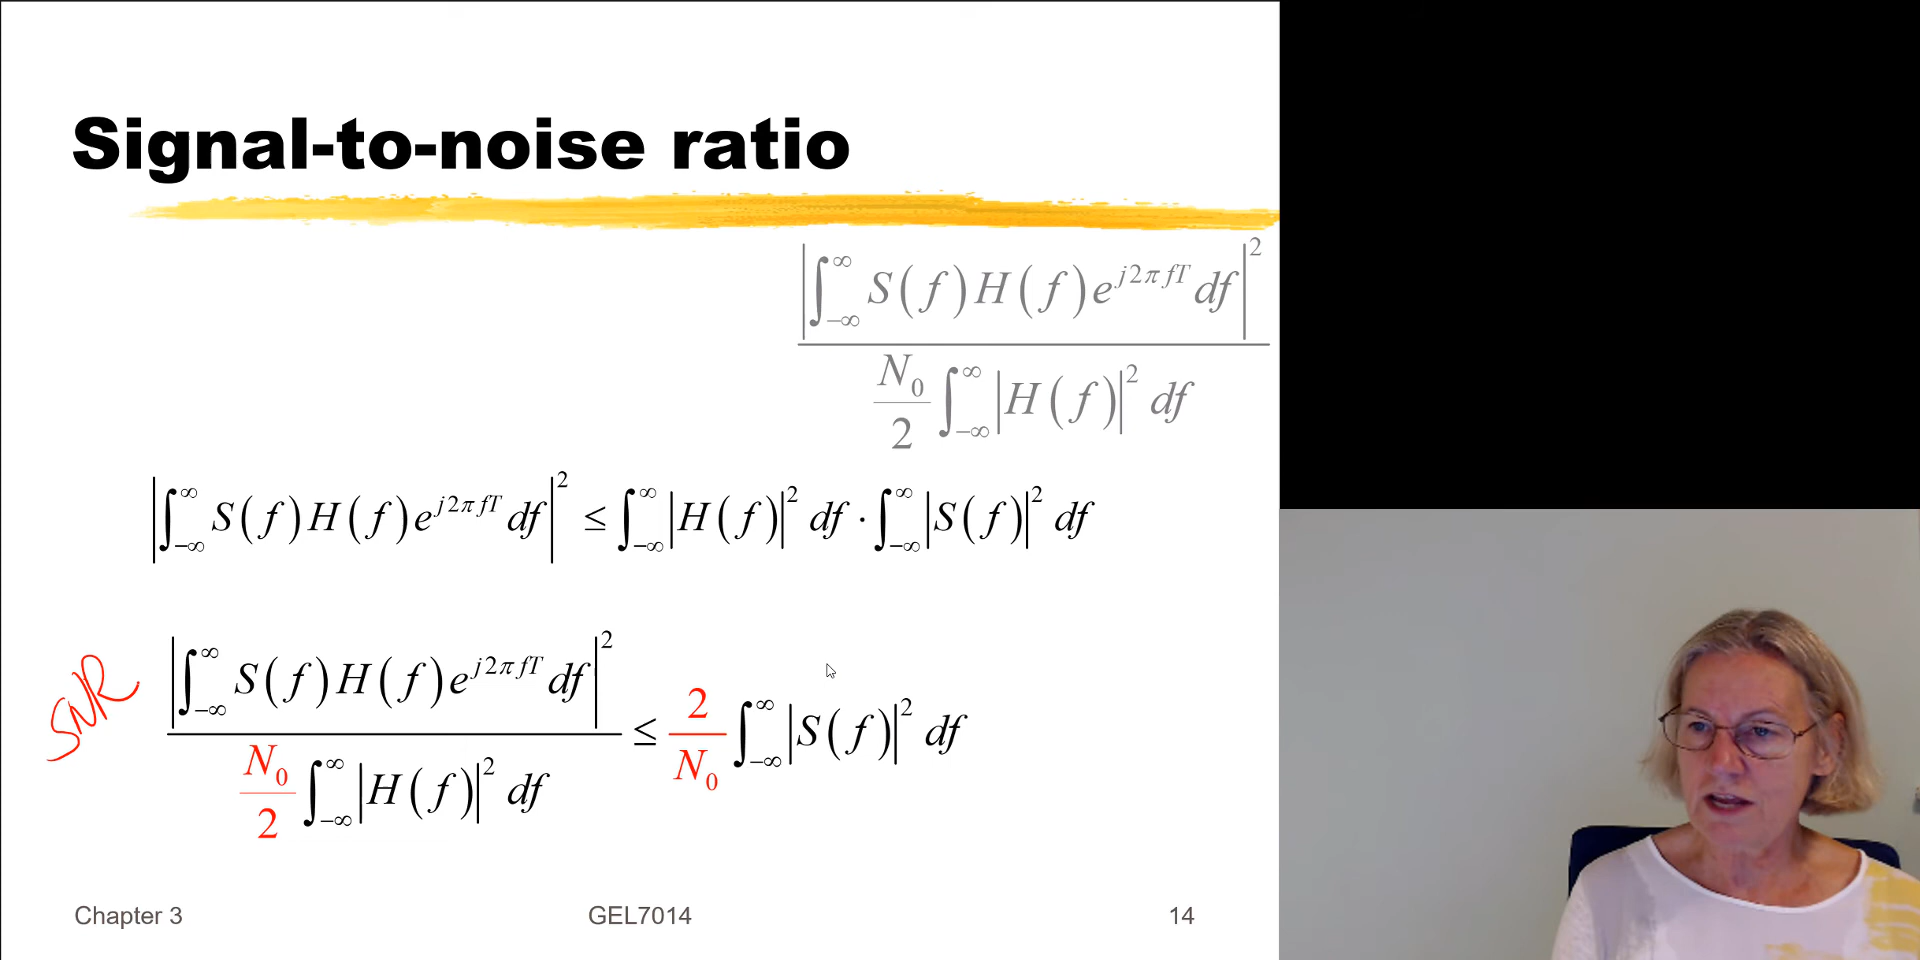 Signal-to-noise ratio
|∫_{-∞}^{∞} S(f)H(f)e^{j2πfT} df|^2
N_0/2 ∫_{-∞}^{∞} |H(f)|^2 df
|∫_{-∞}^{∞} S(f)H(f)e^{j2πfT} df|^2 ≤ ∫_{-∞}^{∞} |H(f)|^2 df · ∫_{-∞}^{∞} |S(f)|^2 df
SNR
|∫_{-∞}^{∞} S(f)H(f)e^{j2πfT} df|^2
N_0/2 ∫_{-∞}^{∞} |H(f)|^2 df
≤ 2/N_0 ∫_{-∞}^{∞} |S(f)|^2 df
Chapter 3 GEL7014 14